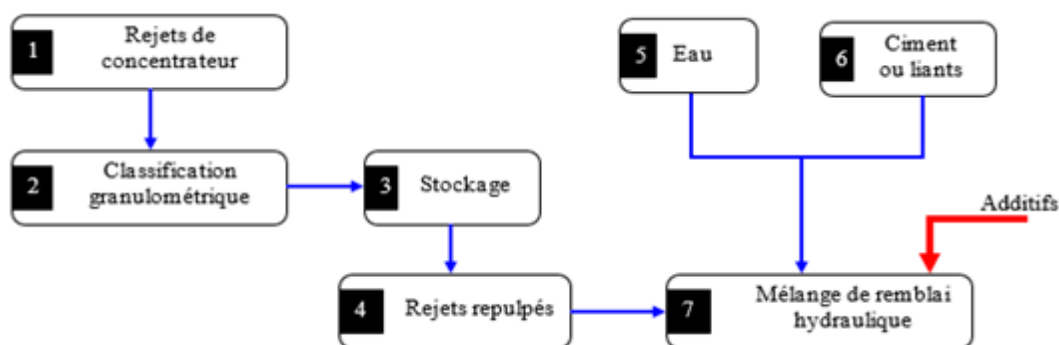 1
Rejets de
concentrateur
5
Eau
6
Ciment
ou liants
2
Classification
granulométrique
3
Stockage
Additifs
4
Rejets repulpés
7
Mélange de remblai
hydraulique